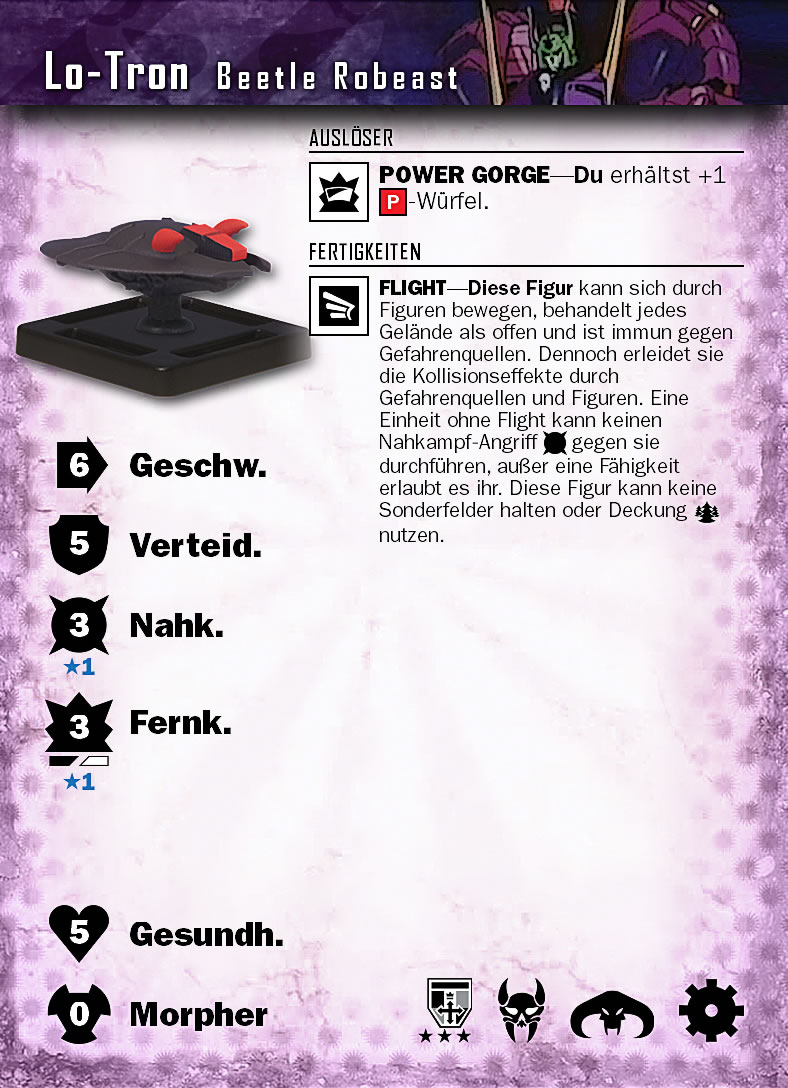 Lo-Tron Beetle Robeast
AUSLÖSER
POWER GORGE—Du erhältst +1
P-Würfel.
FERTIGKEITEN
FLIGHT—Diese Figur kann sich durch
Figuren bewegen, behandelt jedes
Gelände als offen und ist immun gegen
Gefahrenquellen. Dennoch erleidet sie
die Kollisionseffekte durch
Gefahrenquellen und Figuren. Eine
Einheit ohne Flight kann keinen
Nahkampf-Angriff gegen sie
durchführen, außer eine Fähigkeit
erlaubt es ihr. Diese Figur kann keine
Sonderfelder halten oder Deckung
nutzen.
6 Geschw.
5 Verteid.
3 Nahk.
★1
3 Fernk.
★1
5 Gesundh.
0 Morpher
★★★